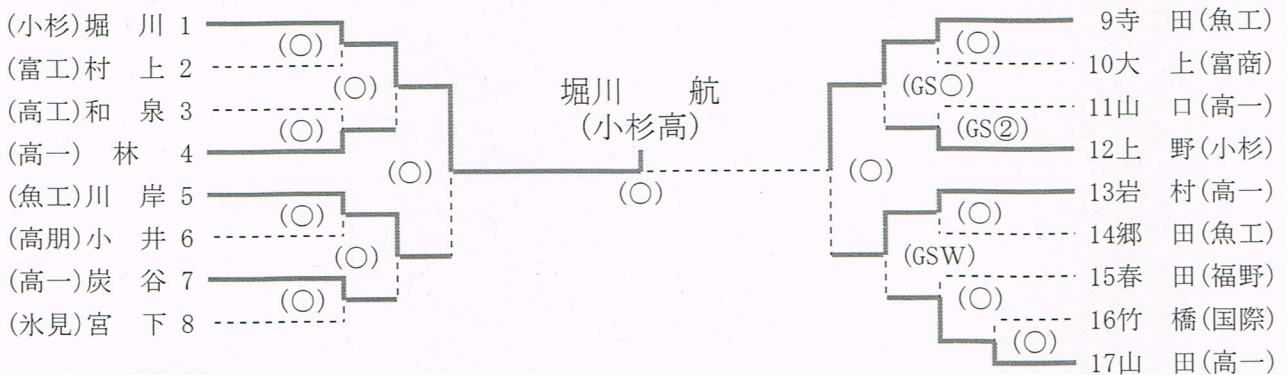 (小杉)堀 川 1
(○)
(富工)村 上 2
(○)
(高工)和 泉 3
(○)
(高一) 林 4
(○)
(魚工)川 岸 5
(○)
(高朋)小 井 6
(○)
(高一)炭 谷 7
(○)
(氷見)宮 下 8
堀川 航
(小杉高)
(○)
9寺 田(魚工)
(○)
10大 上(富商)
(GS○)
11山 口(高一)
(GS②)
12上 野(小杉)
(○)
13岩 村(高一)
(○)
14郷 田(魚工)
(GSW)
15春 田(福野)
(○)
16竹 橋(国際)
(○)
17山 田(高一)